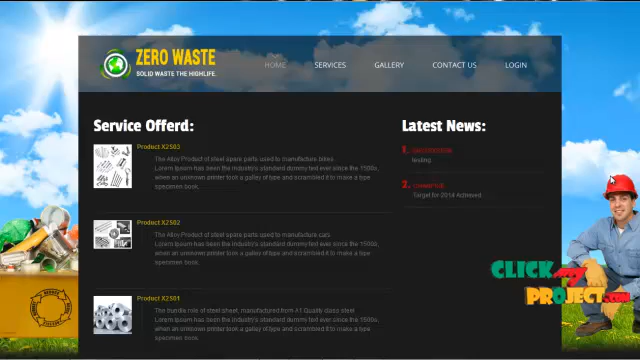 ZERO WASTE
SOLID WASTE THE HIGHLIFE.
HOME SERVICES GALLERY CONTACT US LOGIN
Service Offerd:
Product X2503
The Alloy Product of steel spare parts used to manufacture bikes
Lorem Ipsum has been the industry's standard dummy text ever since the 1500s,
when an unknown printer took a galley of type and scrambled it to make a type
specimen book.
Product X2502
The Alloy Product of steel spare parts used to manufacture cars
Lorem Ipsum has been the industry's standard dummy text ever since the 1500s,
when an unknown printer took a galley of type and scrambled it to make a type
specimen book.
Product X2501
The bundle role of steel sheet, manufactured from A1 Quality class steel
Lorem Ipsum has been the industry's standard dummy text ever since the 1500s,
when an unknown printer took a galley of type and scrambled it to make a type
Latest News:
1.
testing
2.
Target for 2014 Achieved
CLICK MY
PROJECT.COM